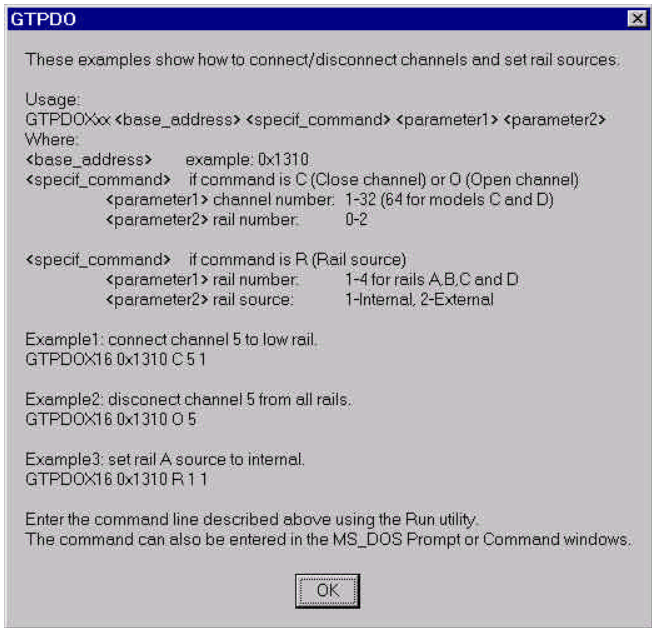 GTPDO
These examples show how to connect/disconnect channels and set rail sources.
Usage:
GTPDOXxx <base_address> <specif_command> <parameter1> <parameter2>
Where:
<base_address> example: 0x1310
<specif_command> if command is C (Close channel) or O (Open channel)
<parameter1> channel number: 1-32 (64 for models C and D)
<parameter2> rail number: 0-2
<specif_command> if command is R (Rail source)
<parameter1> rail number: 1-4 for rails A,B,C and D
<parameter2> rail source: 1-Internal, 2-External
Example1: connect channel 5 to low rail.
GTPDOX16 0x1310 C 5 1
Example2: disconect channel 5 from all rails.
GTPDOX16 0x1310 O 5
Example3: set rail A source to internal.
GTPDOX16 0x1310 R 1 1
Enter the command line described above using the Run utility.
The command can also be entered in the MS_DOS Prompt or Command windows.
OK